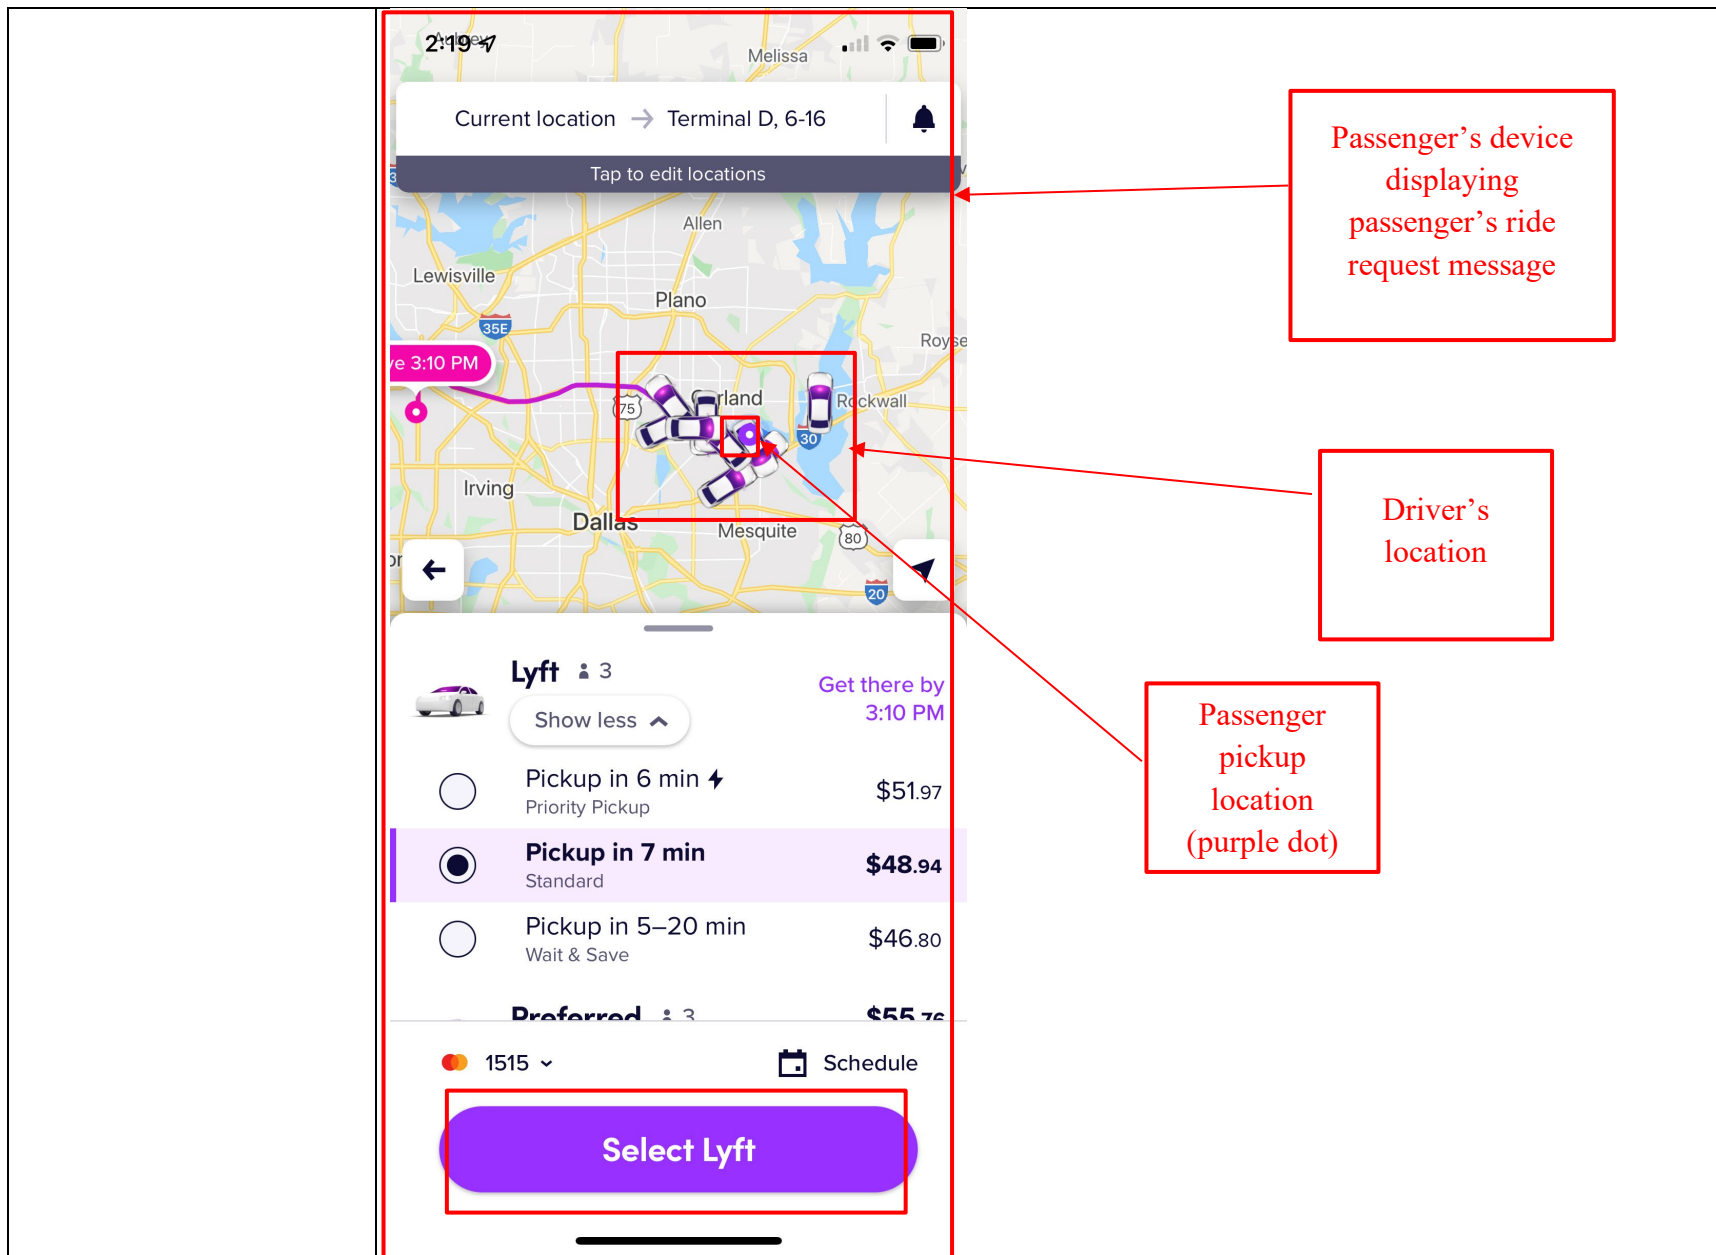 2:19
Aubrey
Melissa
Current location → Terminal D, 6-16
Tap to edit locations
Allen
Lewisville
Plano
35E
Royse
ve 3:10 PM
75
rland
Rockwall
30
Irving
Dallas
Mesquite
80
20
Lyft 3
Show less
Get there by
3:10 PM
Pickup in 6 min
Priority Pickup
$51.97
Pickup in 7 min
Standard
$48.94
Pickup in 5–20 min
Wait & Save
$46.80
Preferred 3
$55.76
1515
Schedule
Select Lyft
Passenger’s device
displaying
passenger’s ride
request message
Driver’s
location
Passenger
pickup
location
(purple dot)